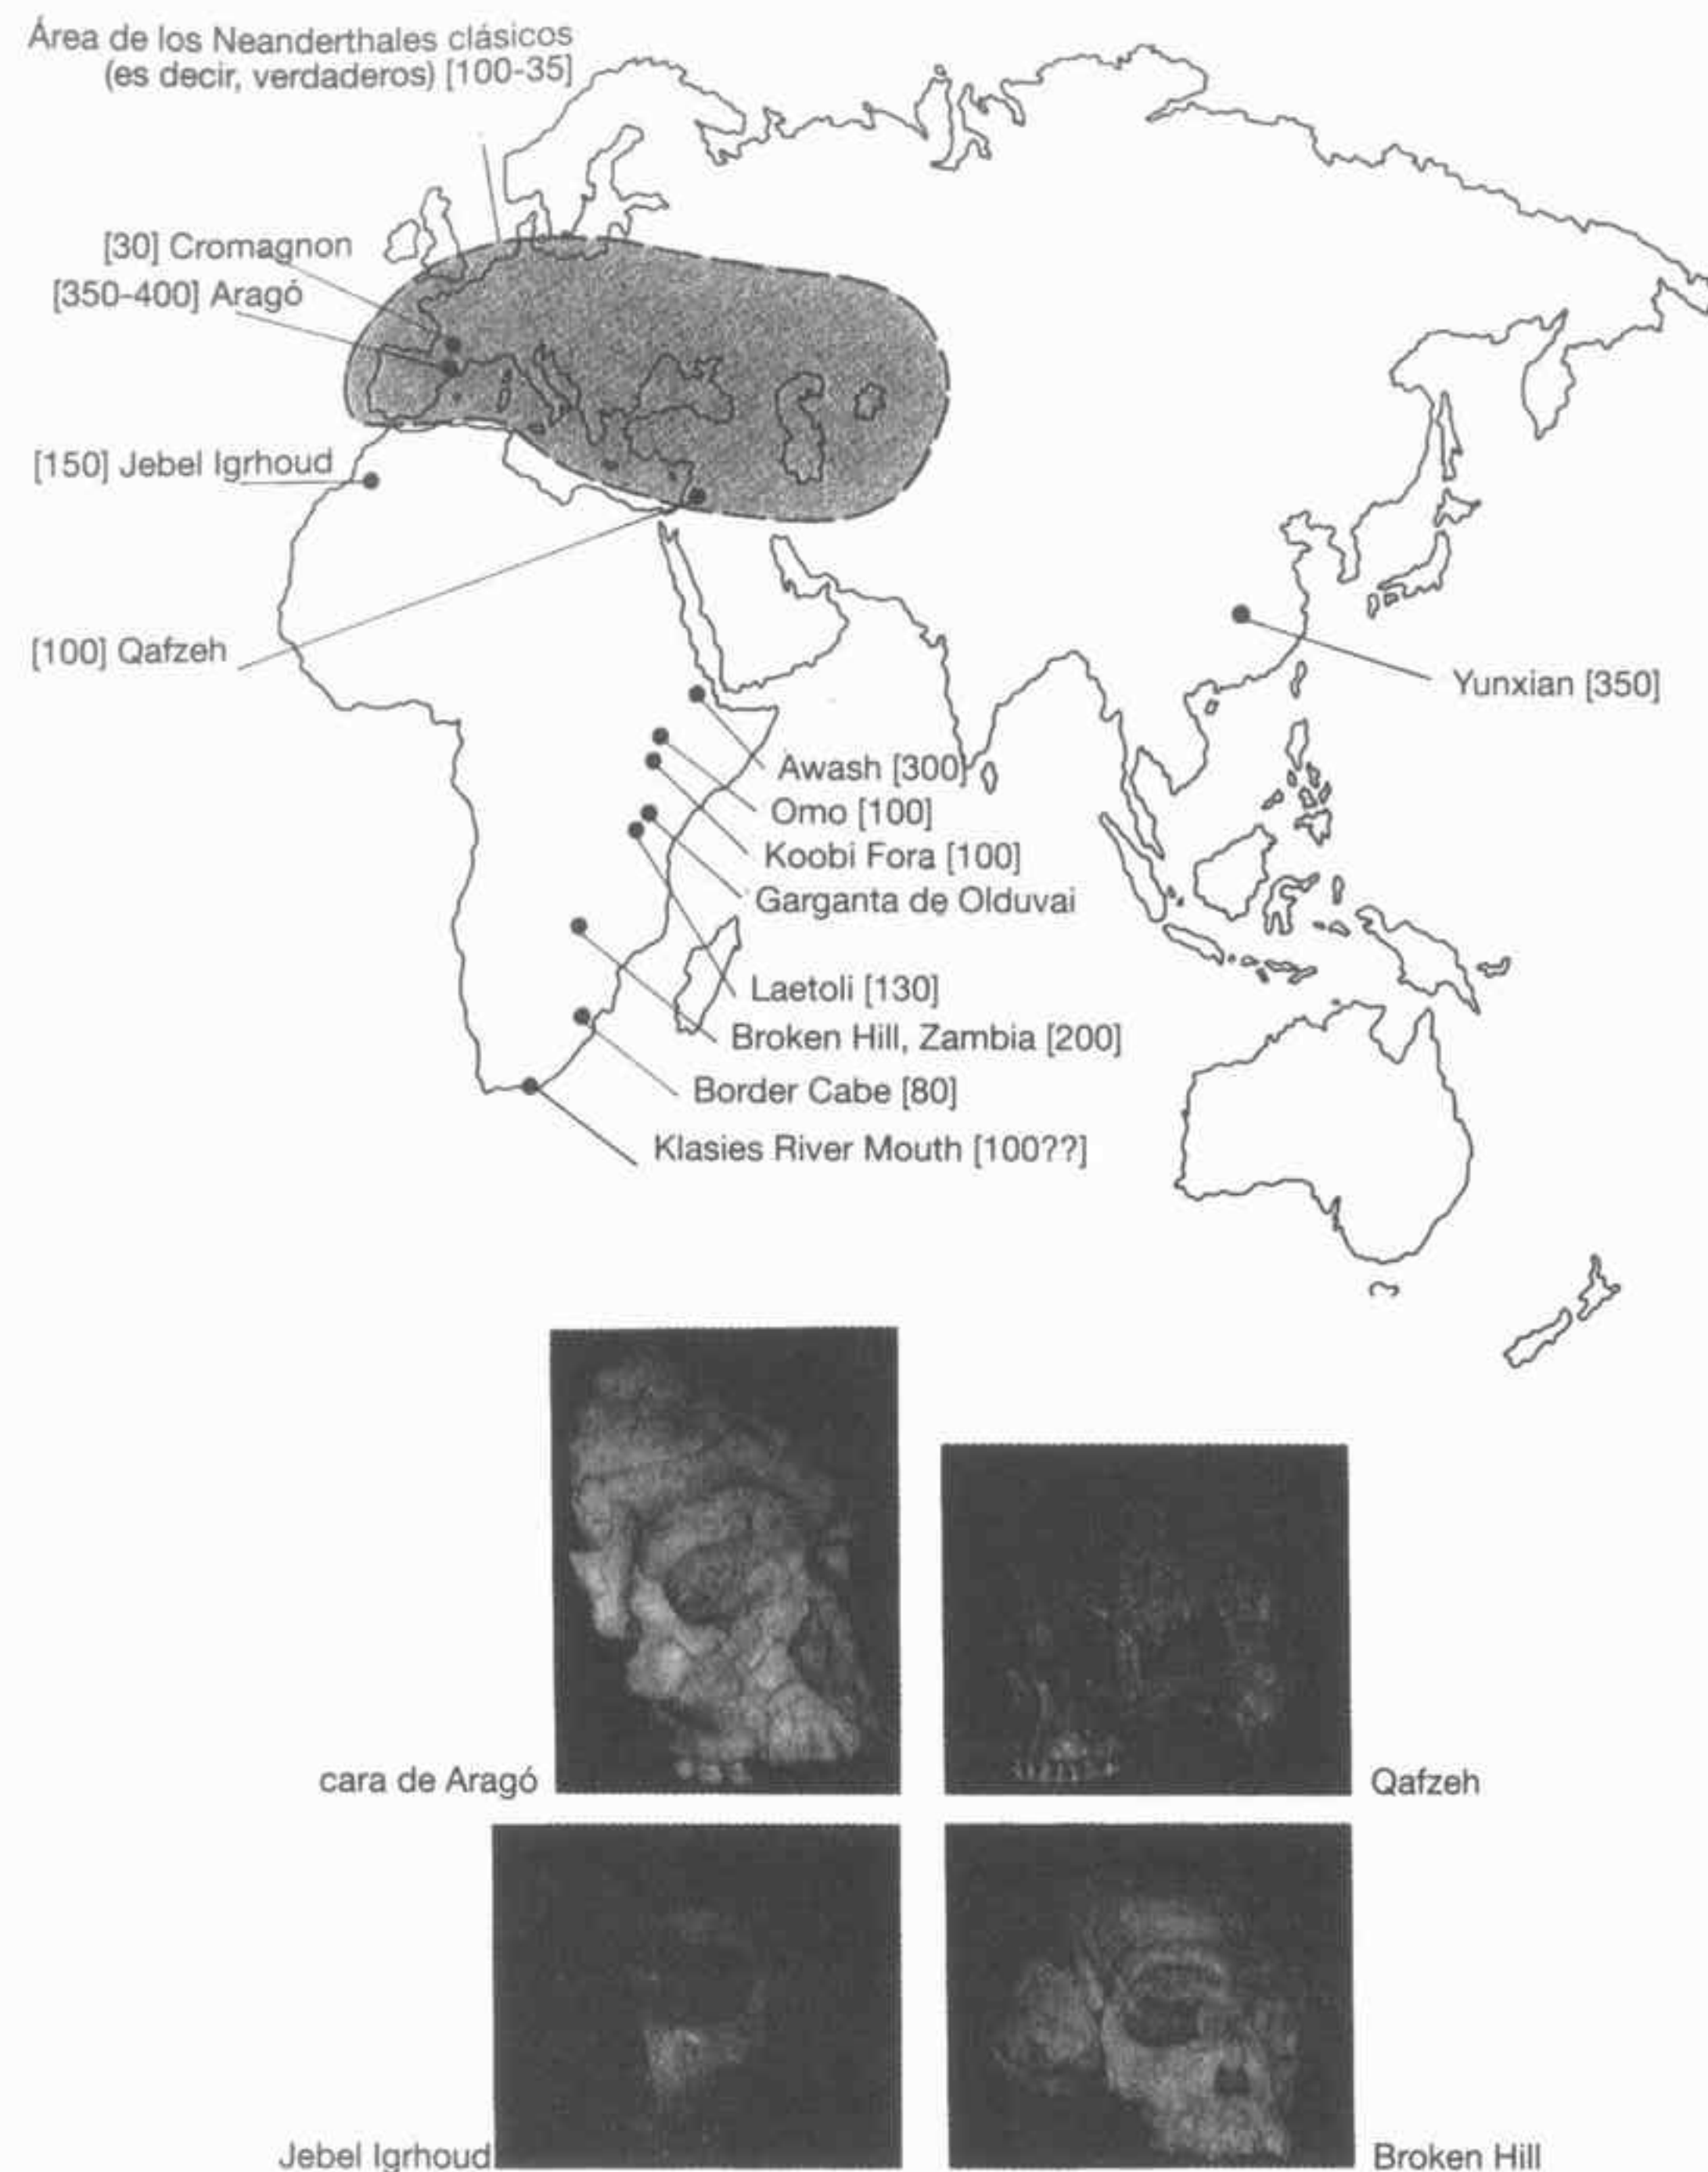 Área de los Neanderthales clásicos
(es decir, verdaderos) [100-35]
[30] Cromagnon
[350-400] Aragó
[150] Jebel Igrhoud
[100] Qafzeh
Yunxian [350]
Awash [300]
Omo [100]
Koobi Fora [100]
Garganta de Olduvai
Laetoli [130]
Broken Hill, Zambia [200]
Border Cabe [80]
Klasies River Mouth [100??]
cara de Aragó
Qafzeh
Jebel Igrhoud
Broken Hill